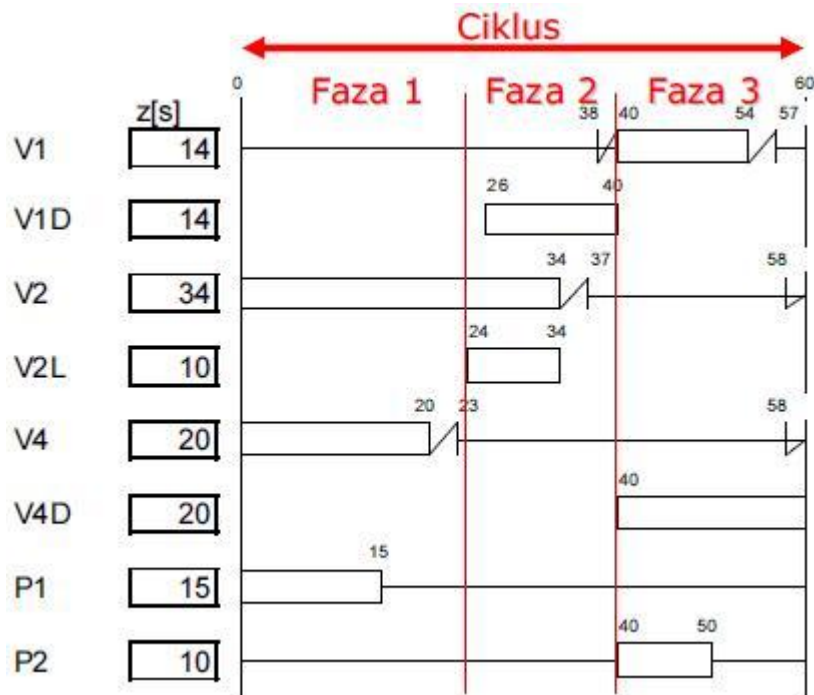 Ciklus
0 Faza 1 Faza 2 Faza 3 60
z[s]
38 40 54 57
V1 14
26 40
V1D 14
34 37 58
V2 34
24 34
V2L 10
20 23 58
V4 20
40
V4D 20
15
P1 15
40 50
P2 10